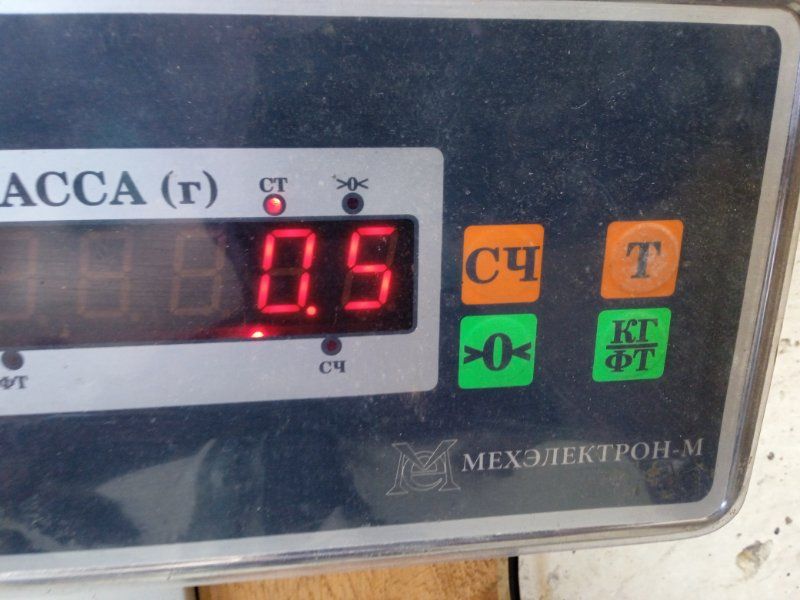 АССА (г)
СТ >0<
0.5
ФТ СЧ
СЧ Т
>0< КГ
ФТ
МЕХЭЛЕКТРОН-М